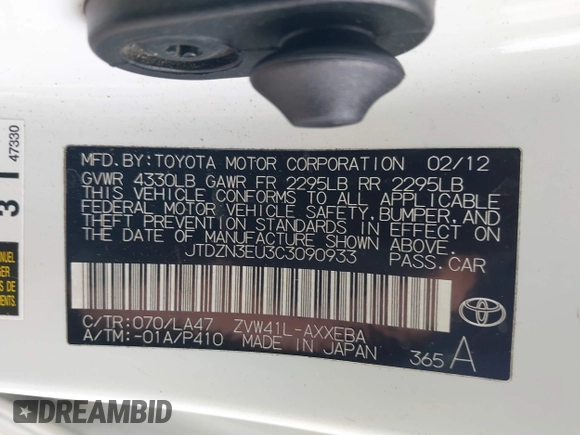 MFD. BY: TOYOTA MOTOR CORPORATION 02/12
GVWR 4330LB GAWR FR 2295LB RR 2295LB
THIS VEHICLE CONFORMS TO ALL APPLICABLE
FEDERAL MOTOR VEHICLE SAFETY, BUMPER, AND
THEFT PREVENTION STANDARDS IN EFFECT ON
THE DATE OF MANUFACTURE SHOWN ABOVE.
JTDZN3EU3C3090933 PASS. CAR
C/TR: 070/LA47 ZVW41L-AXXEBA
A/TM: -01A/P410 MADE IN JAPAN
365 A
3 1 47330
DREAMBID